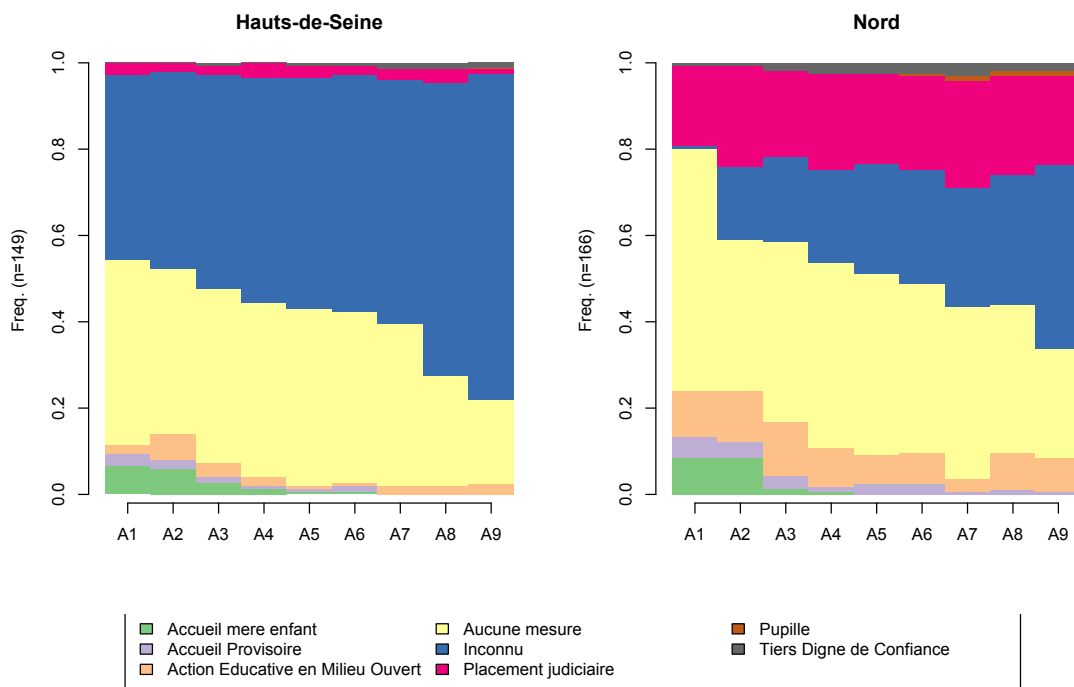 Hauts-de-Seine
Freq. (n=149)
1.0
0.8
0.6
0.4
0.2
0.0
A1 A2 A3 A4 A5 A6 A7 A8 A9
Nord
Freq. (n=166)
1.0
0.8
0.6
0.4
0.2
0.0
A1 A2 A3 A4 A5 A6 A7 A8 A9
Accueil mere enfant
Accueil Provisoire
Action Educative en Milieu Ouvert
Aucune mesure
Inconnu
Placement judiciaire
Pupille
Tiers Digne de Confiance